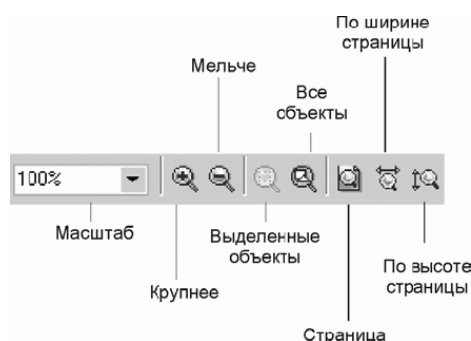 По ширине
страницы
Мельче
Все
объекты
100%
Масштаб
Выделенные
объекты
Крупнее
По высоте
страницы
Страница